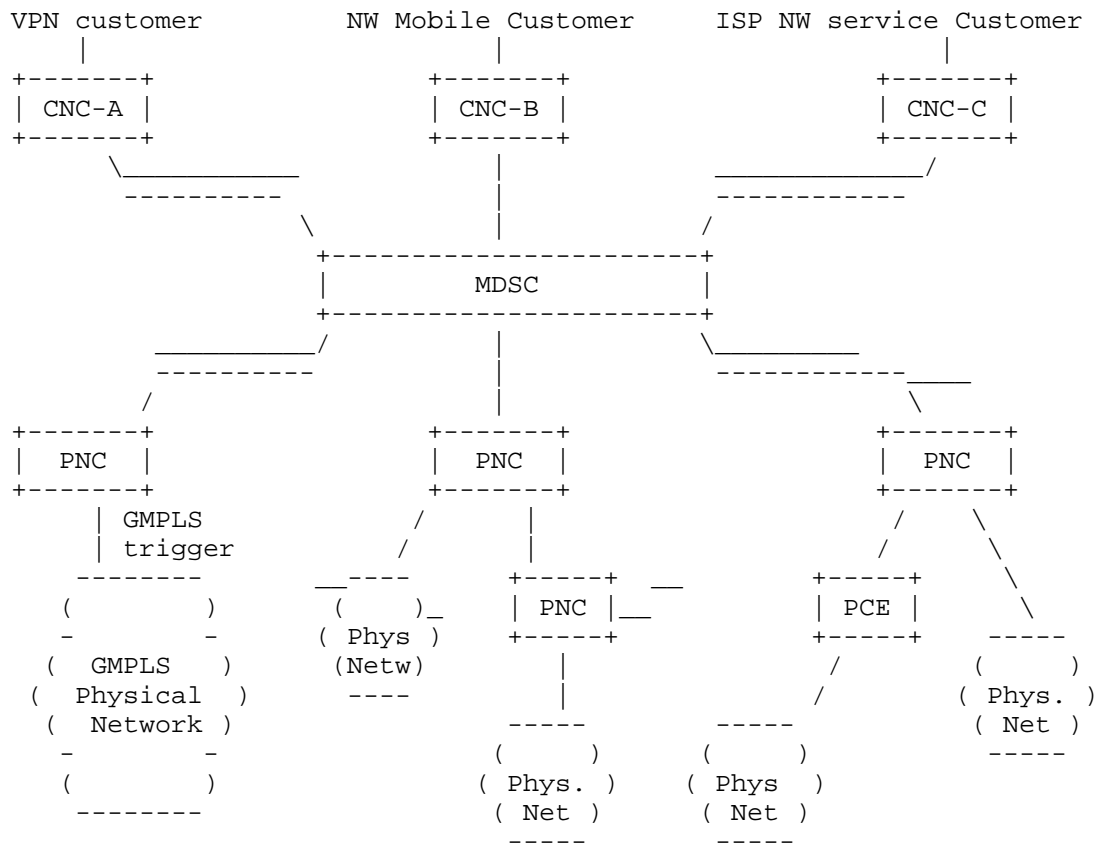 VPN customer NW Mobile Customer ISP NW service Customer
CNC-A CNC-B CNC-C
MDSC
PNC PNC PNC
GMPLS
trigger
PNC PCE
Phys
GMPLS (Netw)
Physical Phys.
Network Net
Phys. Phys
Net Net